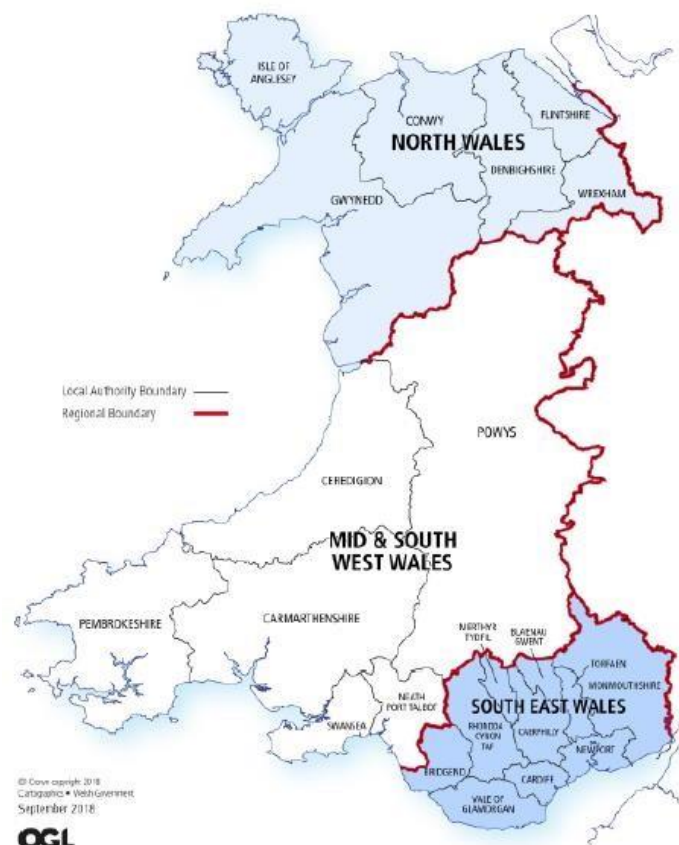 ISLE OF
ANGLESEY
CONWY
FLINTSHIRE
NORTH WALES
DENBIGHSHIRE
WREXHAM
GWYNEDD
Local Authority Boundary
Regional Boundary
POWYS
CEREDIGION
MID & SOUTH
WEST WALES
PEMBROKESHIRE
CARMARTHENSHIRE
MERTHYR
TYDFIL
BLAENAU
GWENT
TORFAEN
MONMOUTHSHIRE
NEATH
PORT TALBOT
SWANSEA
SOUTH EAST WALES
RHONDDA
CYNON
TAF
CAERPHILLY
NEWPORT
BRIDGEND
CARDIFF
VALE OF
GLAMORGAN
© Crown copyright 2018
Cartographics • Welsh Government
September 2018
OGL